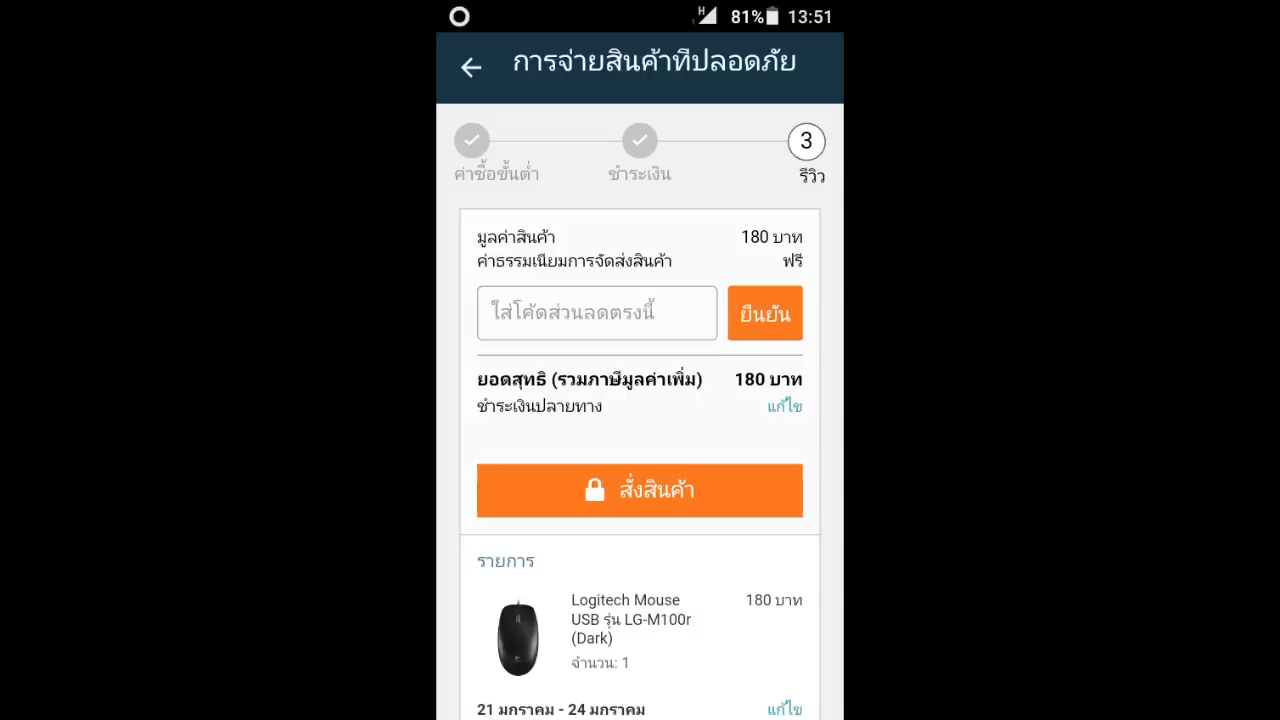 H 81% 13:51
การจ่ายสินค้าที่ปลอดภัย
3
ค่าซื้อขั้นต่ำ ชำระเงิน รีวิว
มูลค่าสินค้า 180 บาท
ค่าธรรมเนียมการจัดส่งสินค้า ฟรี
ใส่โค้ดส่วนลดตรงนี้ ยืนยัน
ยอดสุทธิ (รวมภาษีมูลค่าเพิ่ม) 180 บาท
ชำระเงินปลายทาง แก้ไข
สั่งสินค้า
รายการ
Logitech Mouse 180 บาท
USB รุ่น LG-M100r
(Dark)
จำนวน: 1
21 มกราคม - 24 มกราคม แก้ไข